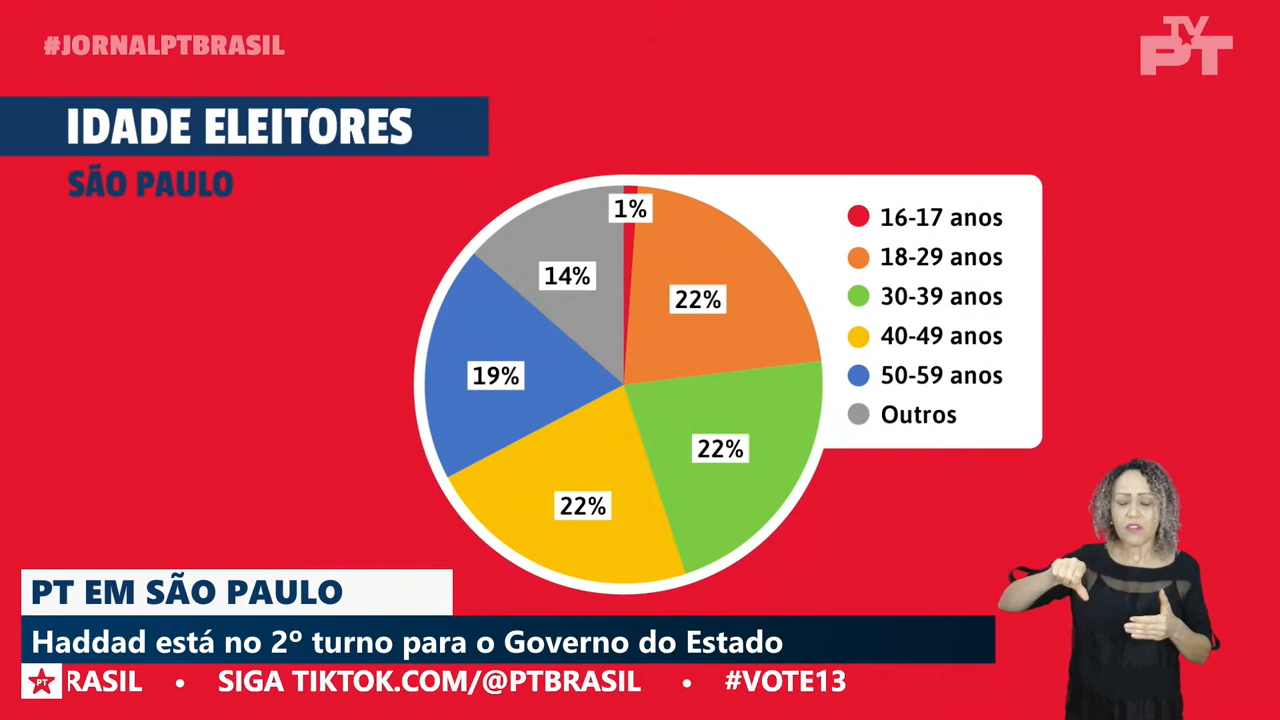 #JORNALPTBRASIL
TV
PT
IDADE ELEITORES
SÃO PAULO
1%
14%
22%
19%
22%
22%
16-17 anos
18-29 anos
30-39 anos
40-49 anos
50-59 anos
Outros
PT EM SÃO PAULO
Haddad está no 2º turno para o Governo do Estado
PT RASIL • SIGA TIKTOK.COM/@PTBRASIL • #VOTE13